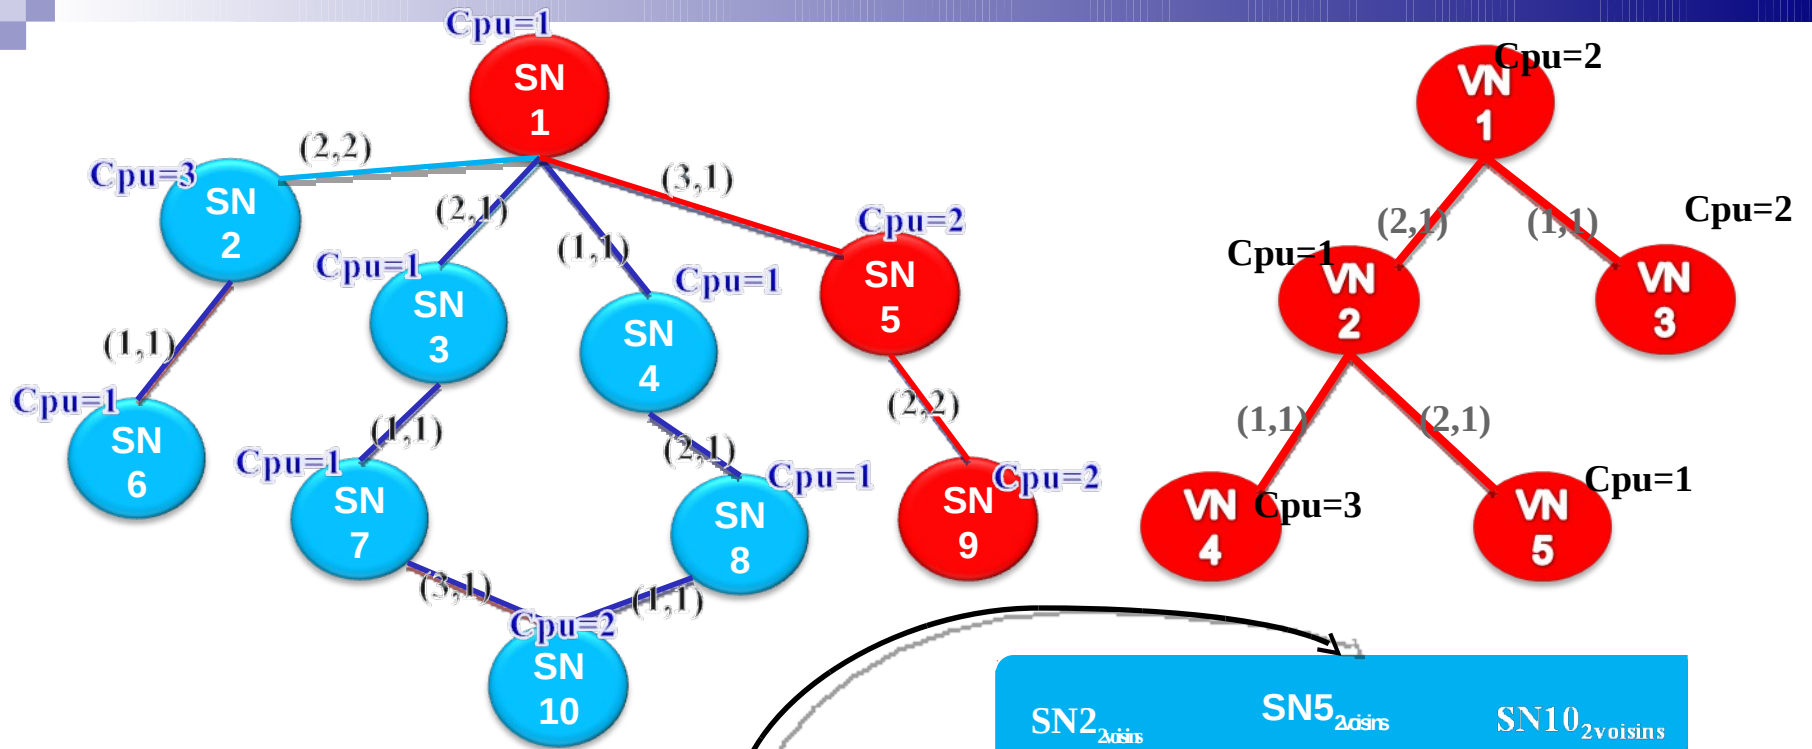 Cpu=1
SN
1
(2,2)
Cpu=3
SN
2
(2,1)
(1,1)
(3,1)
Cpu=1
SN
3
Cpu=1
SN
4
Cpu=2
SN
5
(1,1)
Cpu=1
SN
6
(1,1)
Cpu=1
SN
7
(2,1)
Cpu=1
SN
8
(2,2)
Cpu=2
SN
9
(3,1)
(1,1)
Cpu=2
SN
10
Cpu=2
VN
1
(2,1)
(1,1)
Cpu=1
VN
2
Cpu=2
VN
3
(1,1)
(2,1)
Cpu=3
VN
4
Cpu=1
VN
5
SN2 2voisins
SN5 2voisins
SN10 2voisins